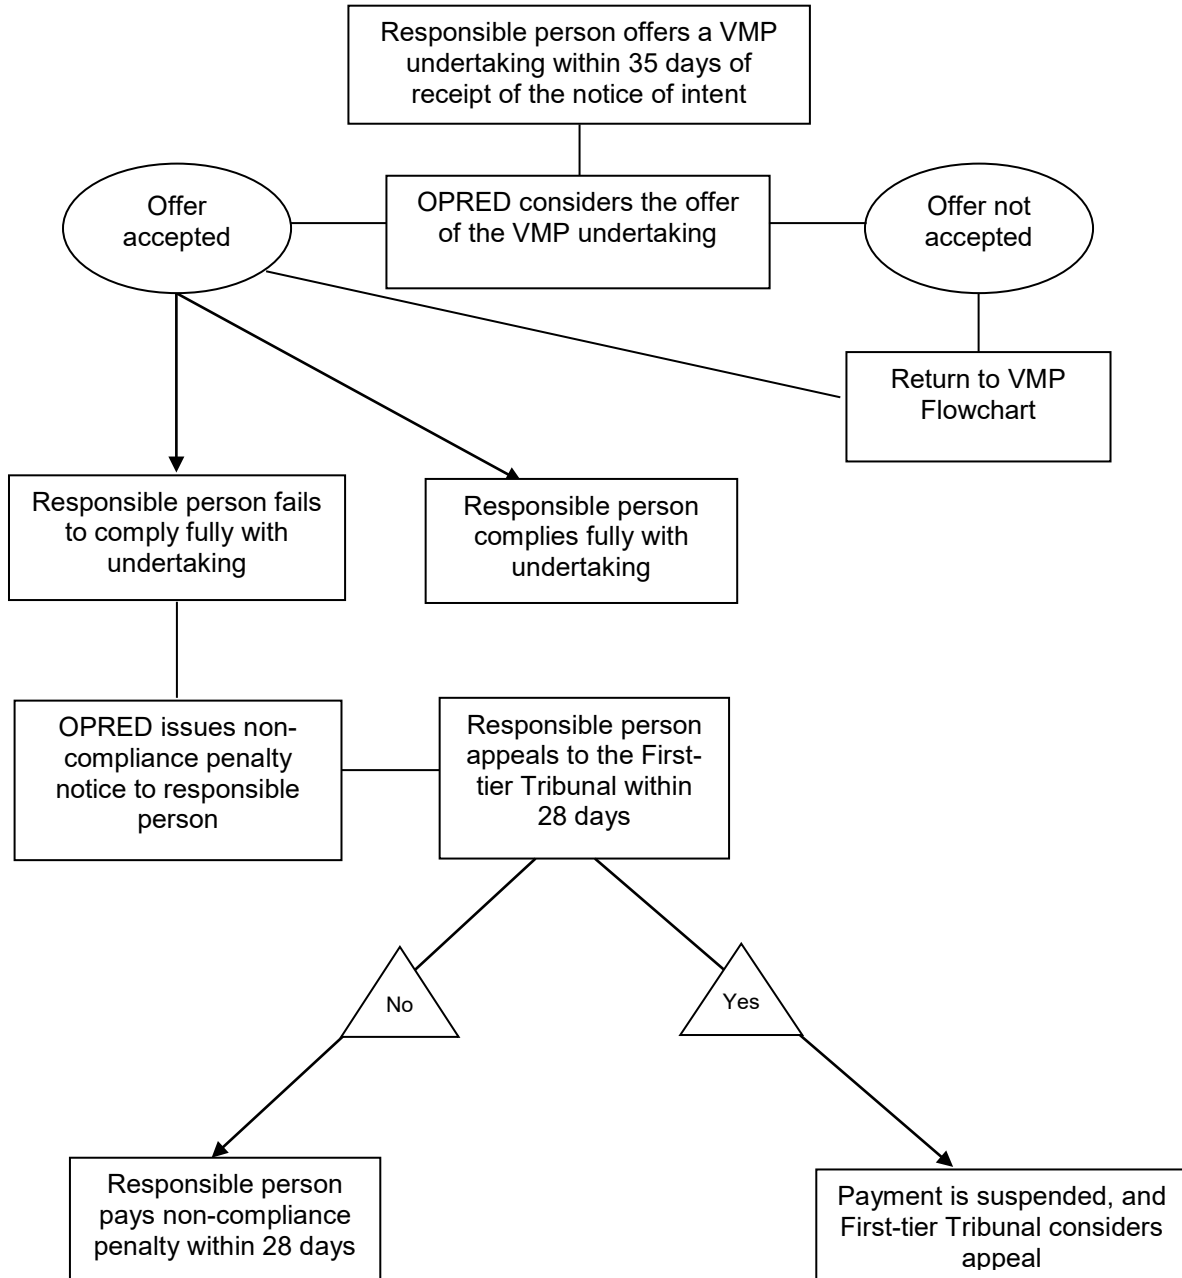 Responsible person offers a VMP
undertaking within 35 days of
receipt of the notice of intent
Offer
accepted
OPRED considers the offer
of the VMP undertaking
Offer not
accepted
Return to VMP
Flowchart
Responsible person fails
to comply fully with
undertaking
Responsible person
complies fully with
undertaking
OPRED issues non-
compliance penalty
notice to responsible
person
Responsible person
appeals to the First-
tier Tribunal within
28 days
No
Yes
Responsible person
pays non-compliance
penalty within 28 days
Payment is suspended, and
First-tier Tribunal considers
appeal